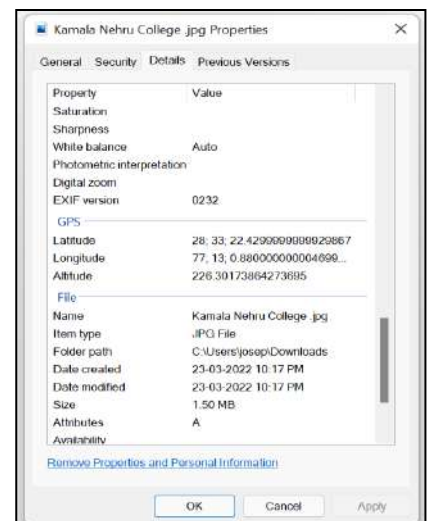 Kamala Nehru College .jpg Properties
General Security Details Previous Versions
Property Value
Saturation
Sharpness
White balance Auto
Photometric interpretation
Digital zoom
EXIF version 0232
GPS
Latitude 28; 33; 22.4299999999929867
Longitude 77; 13; 0.880000000004699...
Altitude 226.30173864273695
File
Name Kamala Nehru College .jpg
Item type JPG File
Folder path C:\Users\josep\Downloads
Date created 23-03-2022 10:17 PM
Date modified 23-03-2022 10:17 PM
Size 1.50 MB
Attributes A
Availability
Remove Properties and Personal Information
OK Cancel Apply